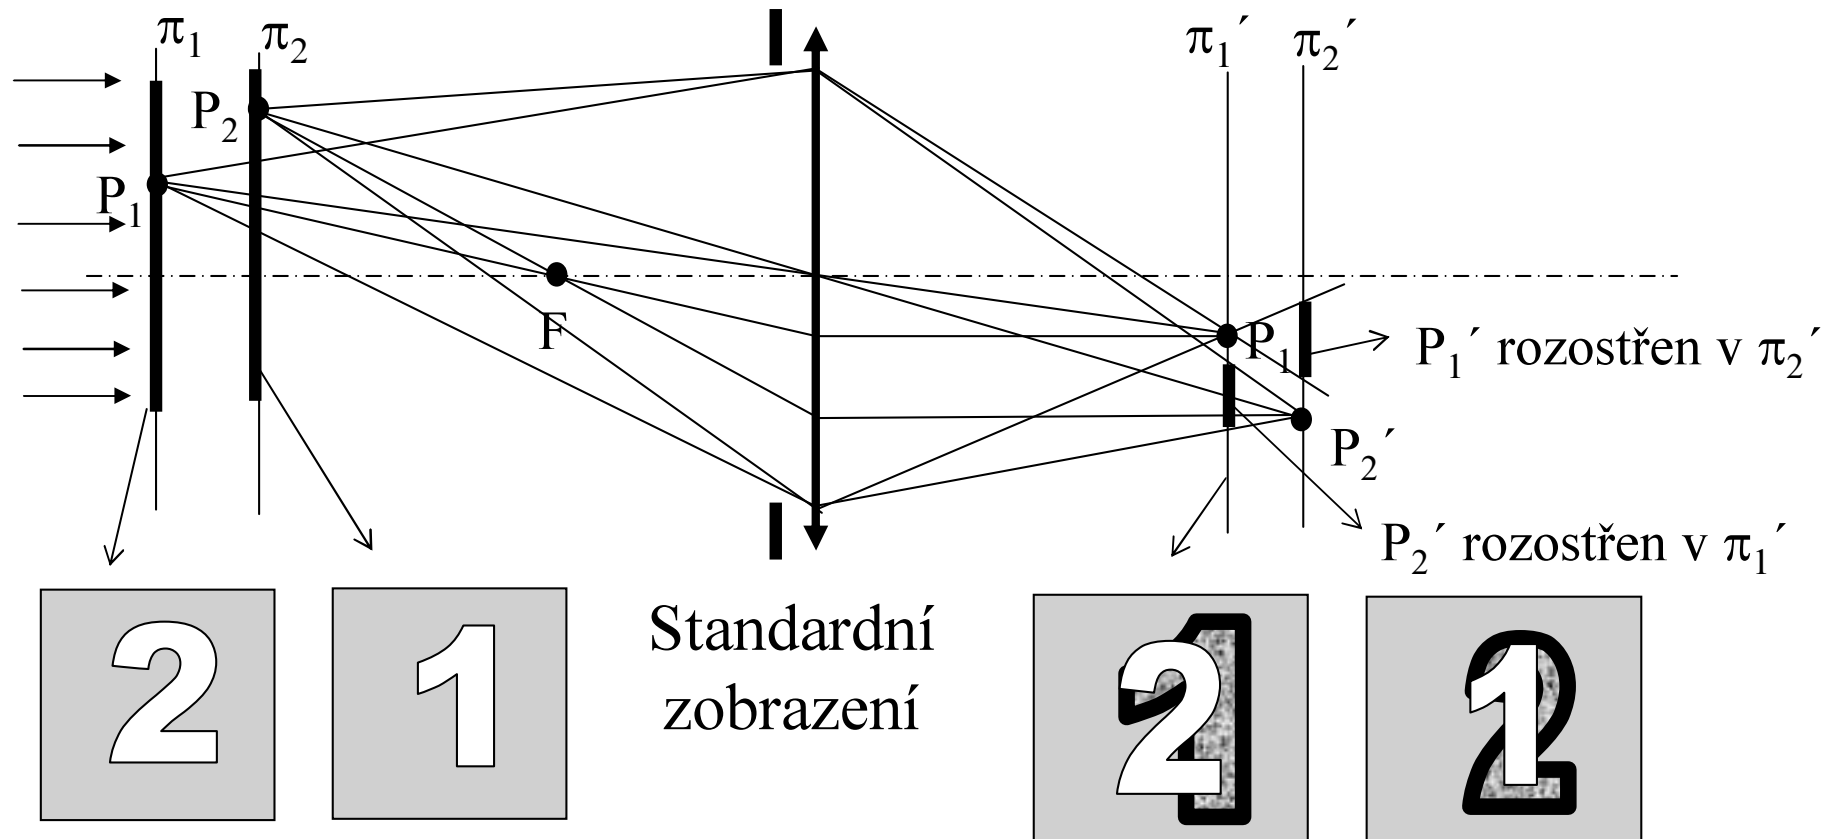 π₁
π₂
π₁´
π₂´
P₂
P₁
F
P₁´ rozostřen v π₂´
P₂´
P₂´ rozostřen v π₁´
Standardní
zobrazení
2
1
2
1
1
2